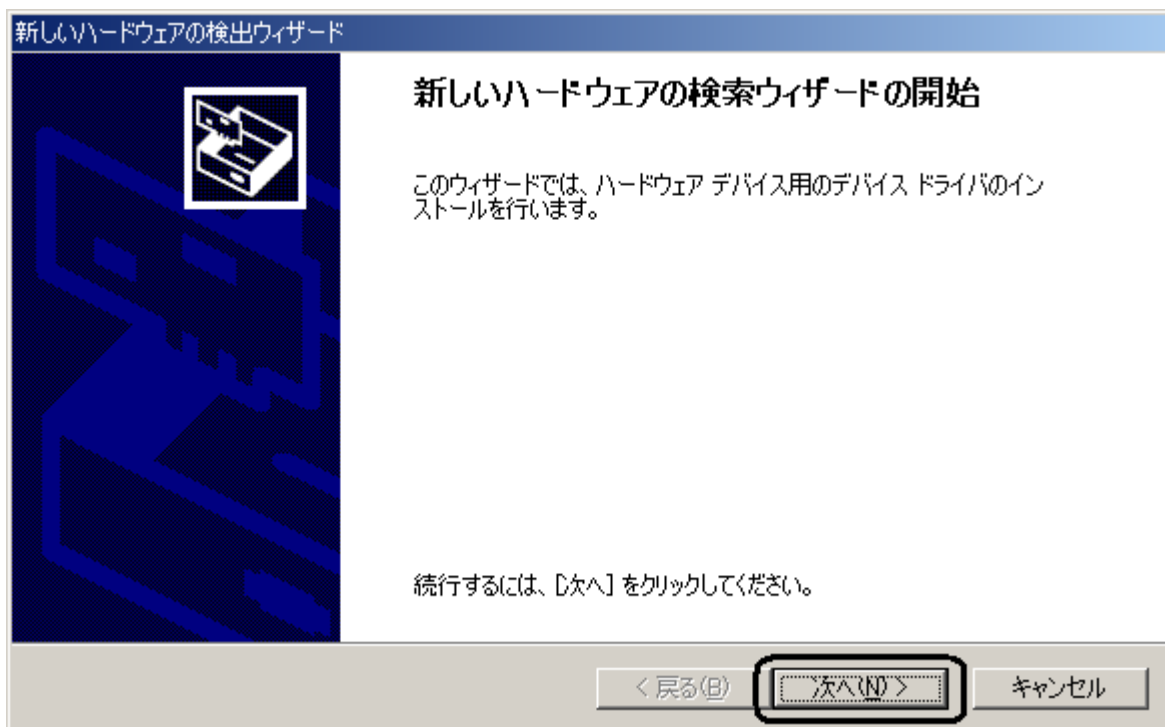 新しいハードウェアの検出ウィザード
新しいハードウェアの検索ウィザードの開始
このウィザードでは、ハードウェア デバイス用のデバイス ドライバのイン
ストールを行います。
続行するには、[次へ] をクリックしてください。
< 戻る(B)
次へ(N) >
キャンセル